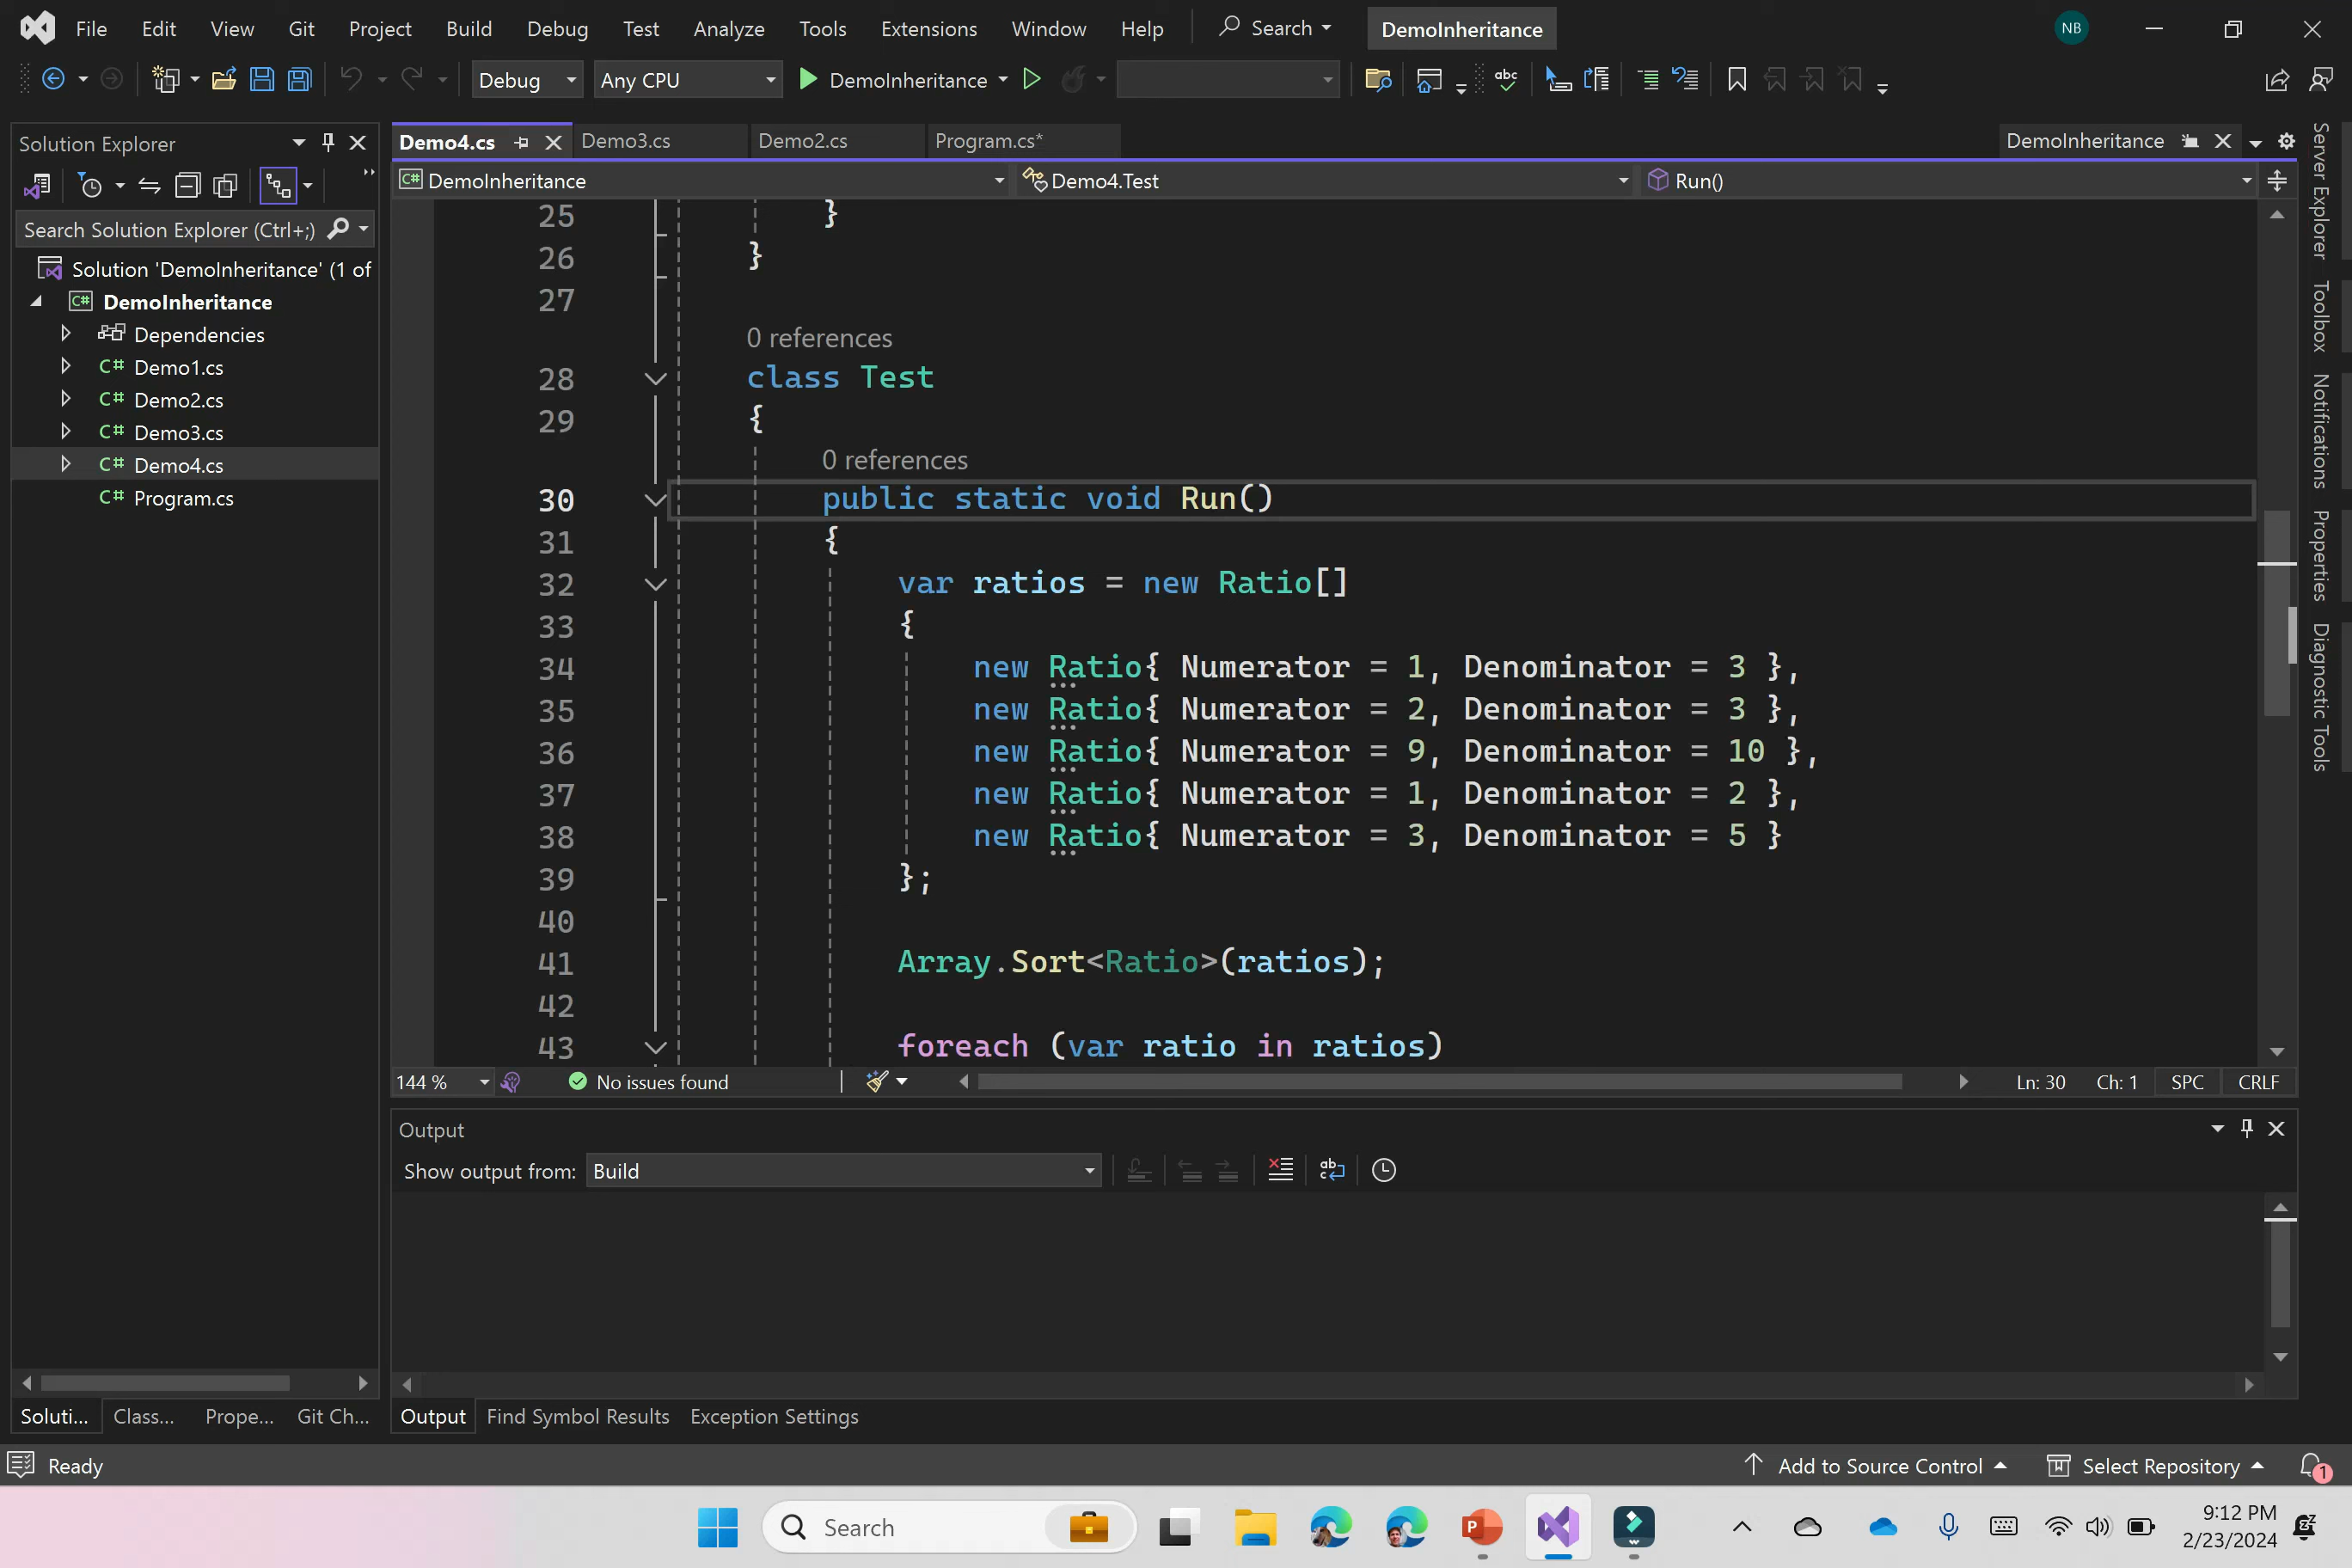 File Edit View Git Project Build Debug Test Analyze Tools Extensions Window Help Search DemoInheritance NB
Debug Any CPU DemoInheritance
Solution Explorer
Search Solution Explorer (Ctrl+;)
Solution 'DemoInheritance' (1 of
C# DemoInheritance
Dependencies
C# Demo1.cs
C# Demo2.cs
C# Demo3.cs
C# Demo4.cs
C# Program.cs
Soluti... Class... Prope... Git Ch...
Demo4.cs Demo3.cs Demo2.cs Program.cs* DemoInheritance
C# DemoInheritance Demo4.Test Run()
25 }
26 }
27
0 references
28 class Test
29 {
0 references
30 public static void Run()
31 {
32 var ratios = new Ratio[]
33 {
34 new Ratio{ Numerator = 1, Denominator = 3 },
35 new Ratio{ Numerator = 2, Denominator = 3 },
36 new Ratio{ Numerator = 9, Denominator = 10 },
37 new Ratio{ Numerator = 1, Denominator = 2 },
38 new Ratio{ Numerator = 3, Denominator = 5 }
39 };
40
41 Array.Sort<Ratio>(ratios);
42
43 foreach (var ratio in ratios)
144 % No issues found Ln: 30 Ch: 1 SPC CRLF
Output
Show output from: Build
Output Find Symbol Results Exception Settings
Server Explorer
Toolbox
Notifications
Properties
Diagnostic Tools
Ready Add to Source Control Select Repository 1
Search
9:12 PM
2/23/2024